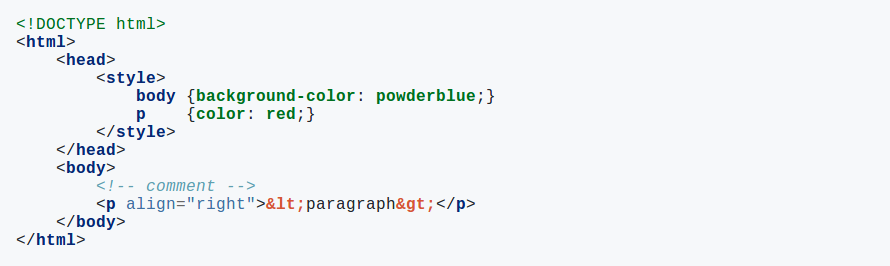 <!DOCTYPE html>
<html>
    <head>
        <style>
            body {background-color: powderblue;}
            p    {color: red;}
        </style>
    </head>
    <body>
        <!-- comment -->
        <p align="right">&lt;paragraph&gt;</p>
    </body>
</html>